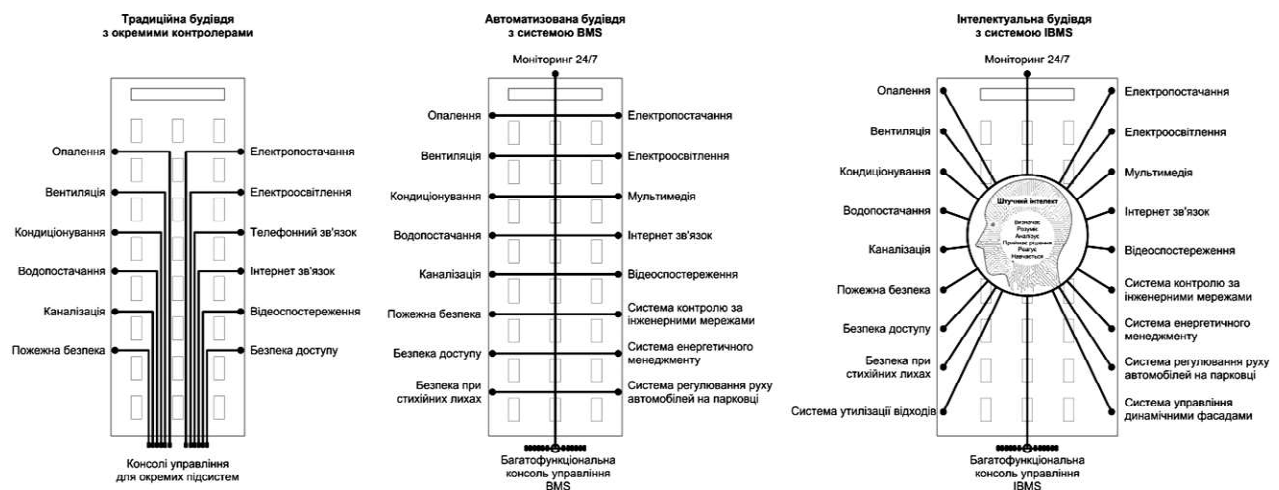 Традиційна будівдя
з окремими контролерами
Опалення
Вентиляція
Кондиціонування
Водопостачання
Каналізація
Пожежна безпека
Електропостачання
Електроосвітлення
Телефонний зв'язок
Інтернет зв'язок
Відеоспостереження
Безпека доступу
Консолі управління
для окремих підсистем
Автоматизована будівдя
з системою BMS
Моніторинг 24/7
Опалення
Вентиляція
Кондиціонування
Водопостачання
Каналізація
Пожежна безпека
Безпека доступу
Безпека при
стихійних лихах
Електропостачання
Електроосвітлення
Мультимедія
Інтернет зв'язок
Відеоспостереження
Система контролю за
інженерними мережами
Система енергетичного
менеджменту
Система регулювання руху
автомобілей на парковці
Багатофункціональна
консоль управління
BMS
Інтелектуальна будівдя
з системою IBMS
Моніторинг 24/7
Опалення
Вентиляція
Кондиціонування
Водопостачання
Каналізація
Пожежна безпека
Безпека доступу
Безпека при
стихійних лихах
Система утилізації відходів
Штучний інтелект
Визначає
Розуміє
Аналізує
Приймає рішення
Реагує
Навчається
Електропостачання
Електроосвітлення
Мультимедія
Інтернет зв'язок
Відеоспостереження
Система контролю за
інженерними мережами
Система енергетичного
менеджменту
Система регулювання руху
автомобілей на парковці
Система управління
динамічними фасадами
Багатофункціональна
консоль управління
IBMS